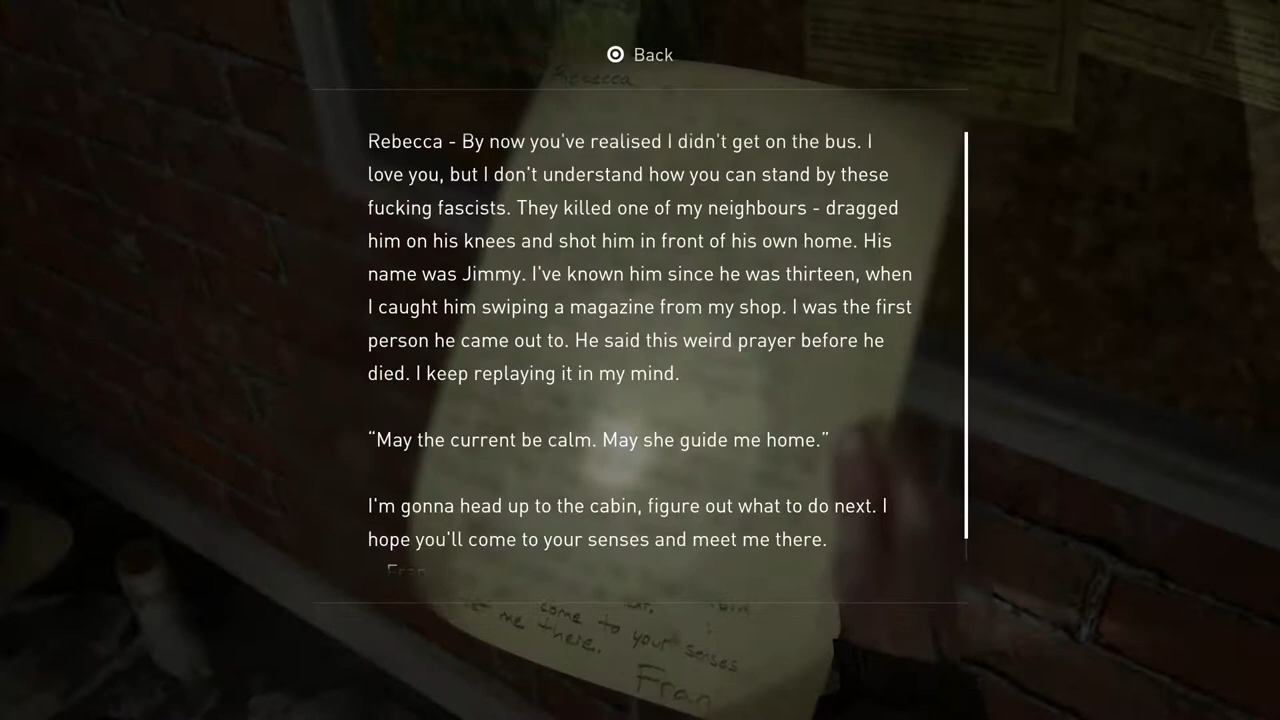 Back
Rebecca
Rebecca - By now you've realised I didn't get on the bus. I
love you, but I don't understand how you can stand by these
fucking fascists. They killed one of my neighbours - dragged
him on his knees and shot him in front of his own home. His
name was Jimmy. I've known him since he was thirteen, when
I caught him swiping a magazine from my shop. I was the first
person he came out to. He said this weird prayer before he
died. I keep replaying it in my mind.
“May the current be calm. May she guide me home.”
I'm gonna head up to the cabin, figure out what to do next. I
hope you'll come to your senses and meet me there.
Fran
come to your senses
me there.
Fran